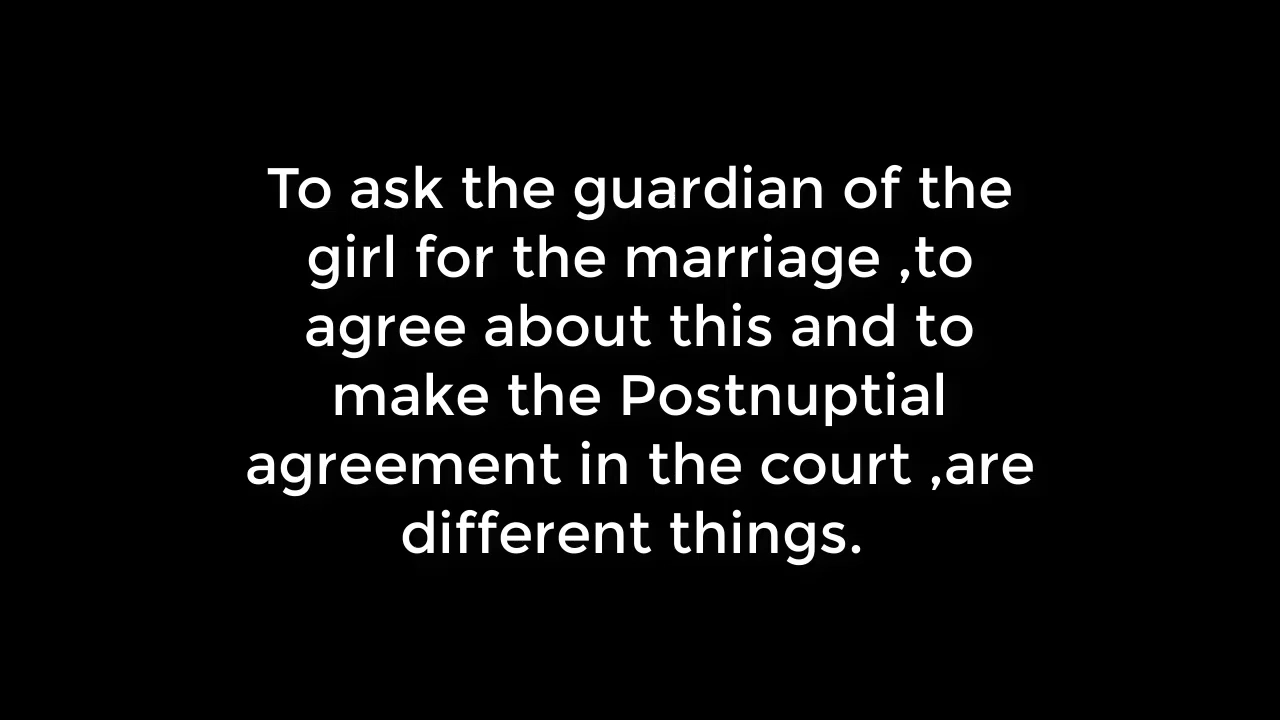 To ask the guardian of the
girl for the marriage ,to
agree about this and to
make the Postnuptial
agreement in the court ,are
different things.